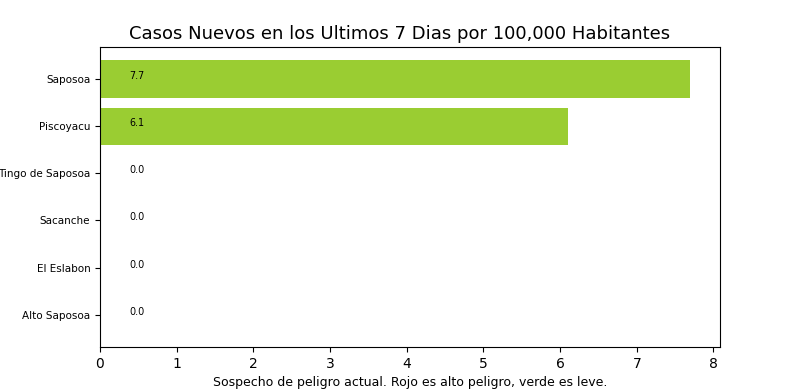 Casos Nuevos en los Ultimos 7 Dias por 100,000 Habitantes
Saposoa 7.7
Piscoyacu 6.1
Tingo de Saposoa 0.0
Sacanche 0.0
El Eslabon 0.0
Alto Saposoa 0.0
0 1 2 3 4 5 6 7 8
Sospecho de peligro actual. Rojo es alto peligro, verde es leve.